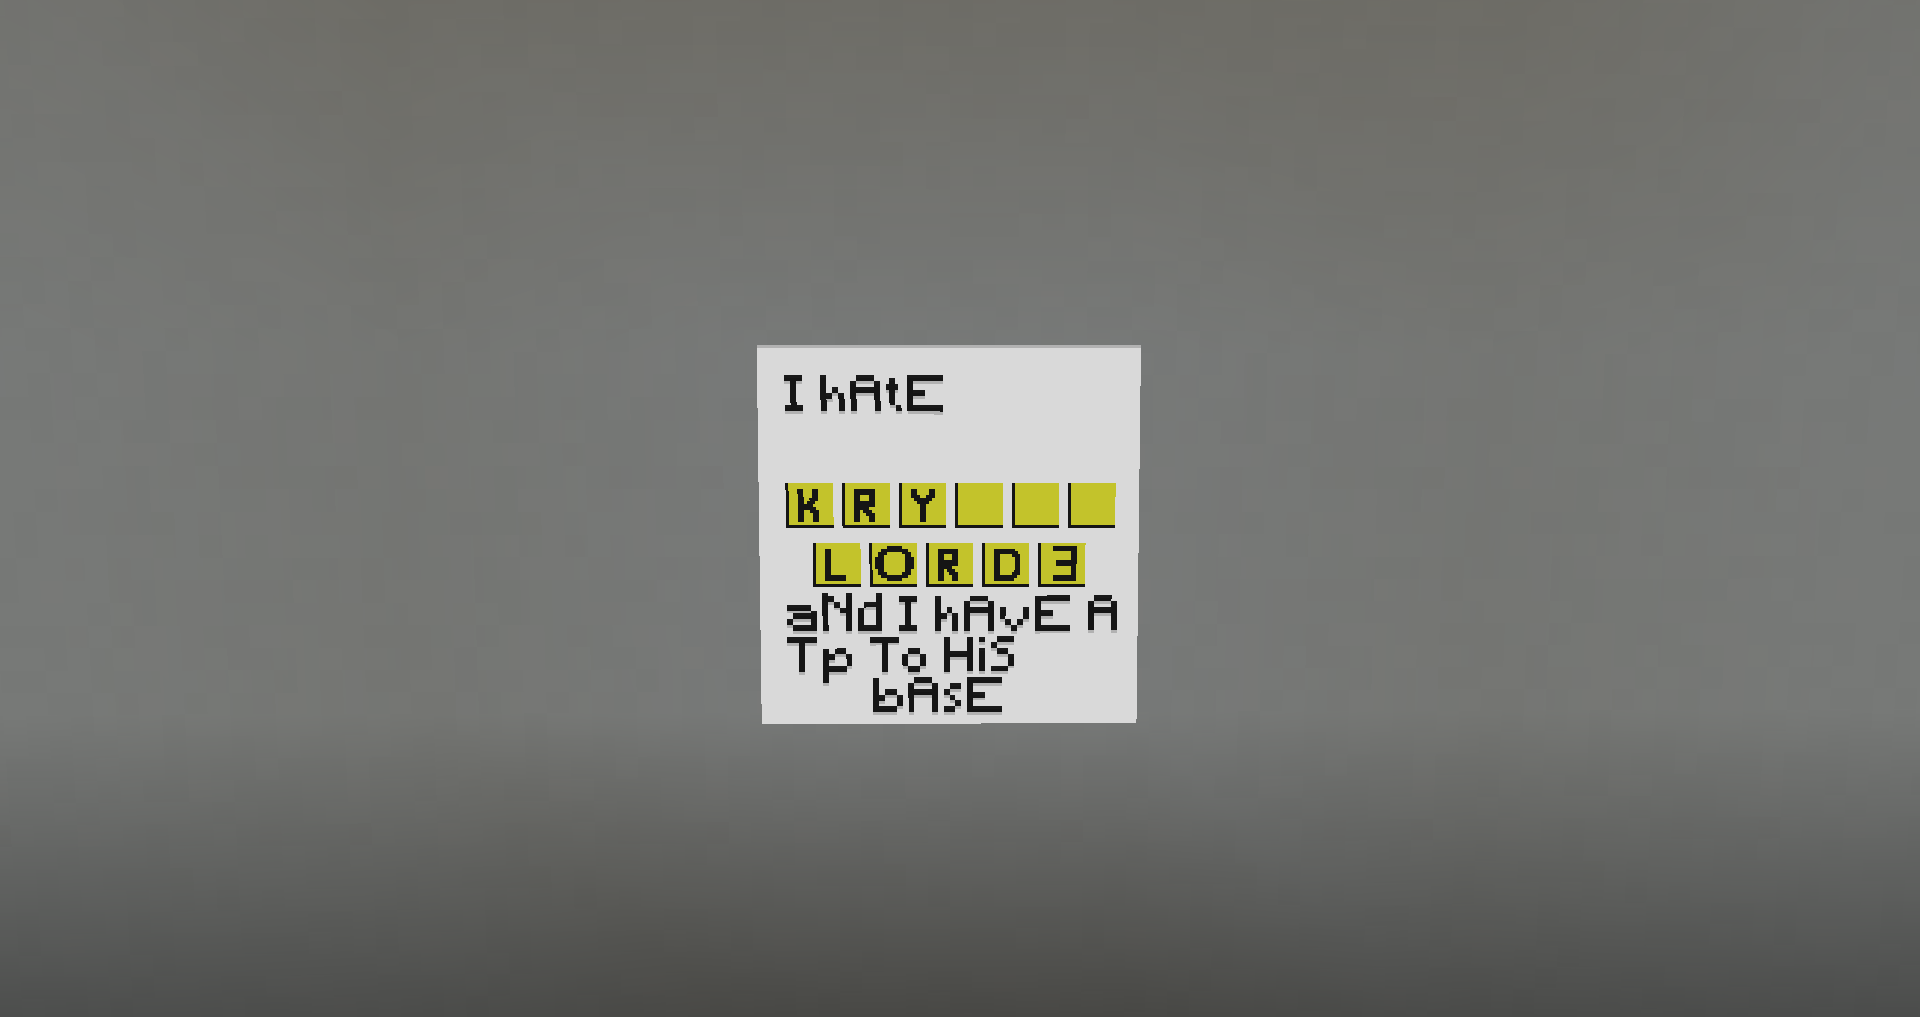 I hAtE
KRY
LORD3
aNd I hAvE A
Tp To HiS
bAsE